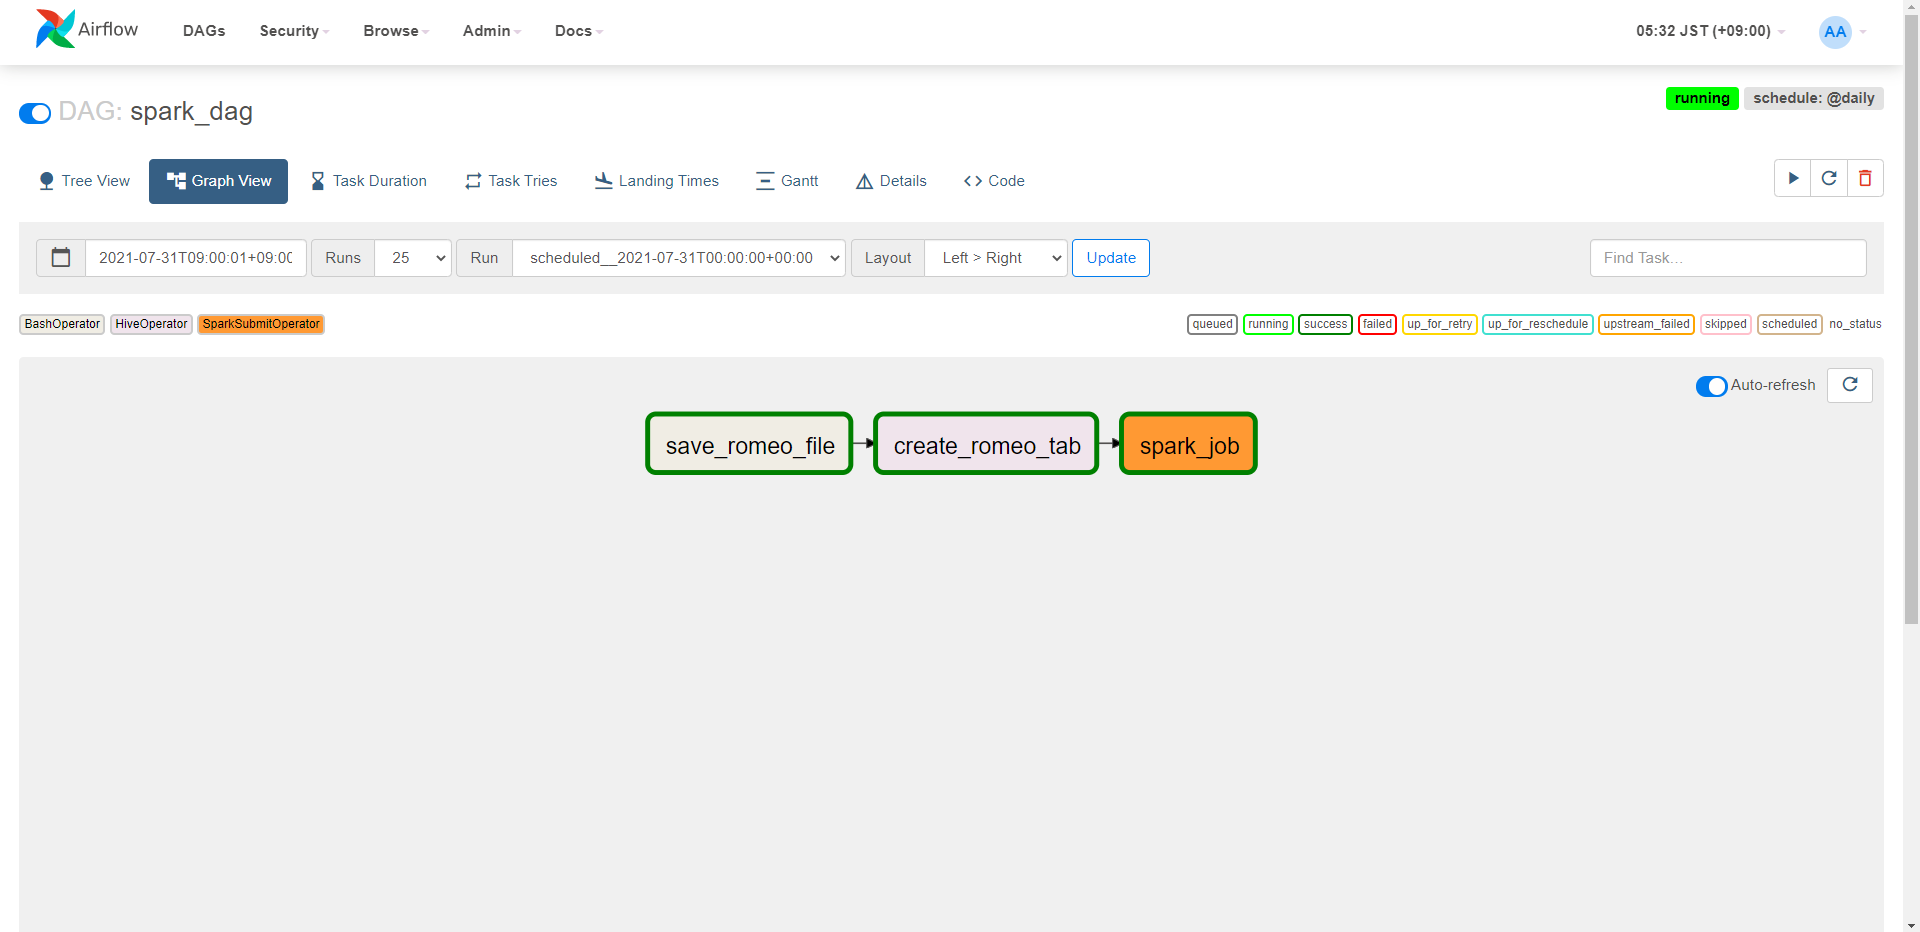 Airflow DAGs Security Browse Admin Docs 05:32 JST (+09:00) AA
DAG: spark_dag running schedule: @daily
Tree View Graph View Task Duration Task Tries Landing Times Gantt Details Code
2021-07-31T09:00:01+09:00 Runs 25 Run scheduled__2021-07-31T00:00:00+00:00 Layout Left > Right Update Find Task...
BashOperator HiveOperator SparkSubmitOperator queued running success failed up_for_retry up_for_reschedule upstream_failed skipped scheduled no_status
Auto-refresh
save_romeo_file create_romeo_tab spark_job